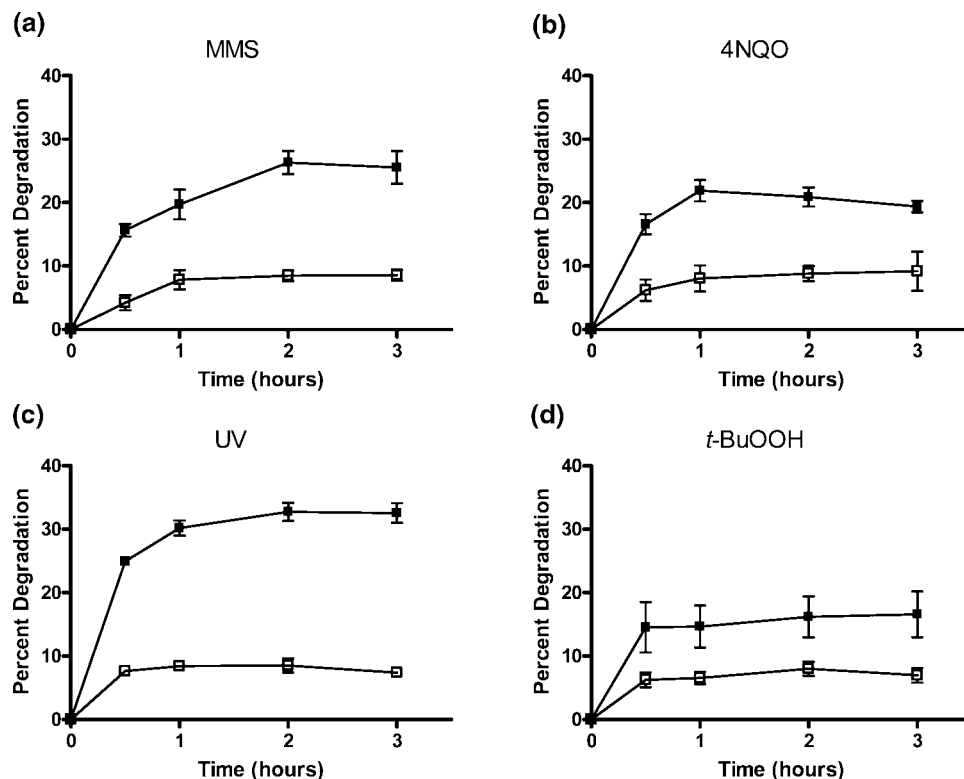 (a)
MMS
40
30
20
10
0
Percent Degradation
0 1 2 3
Time (hours)
(b)
4NQO
40
30
20
10
0
Percent Degradation
0 1 2 3
Time (hours)
(c)
UV
40
30
20
10
0
Percent Degradation
0 1 2 3
Time (hours)
(d)
t-BuOOH
40
30
20
10
0
Percent Degradation
0 1 2 3
Time (hours)